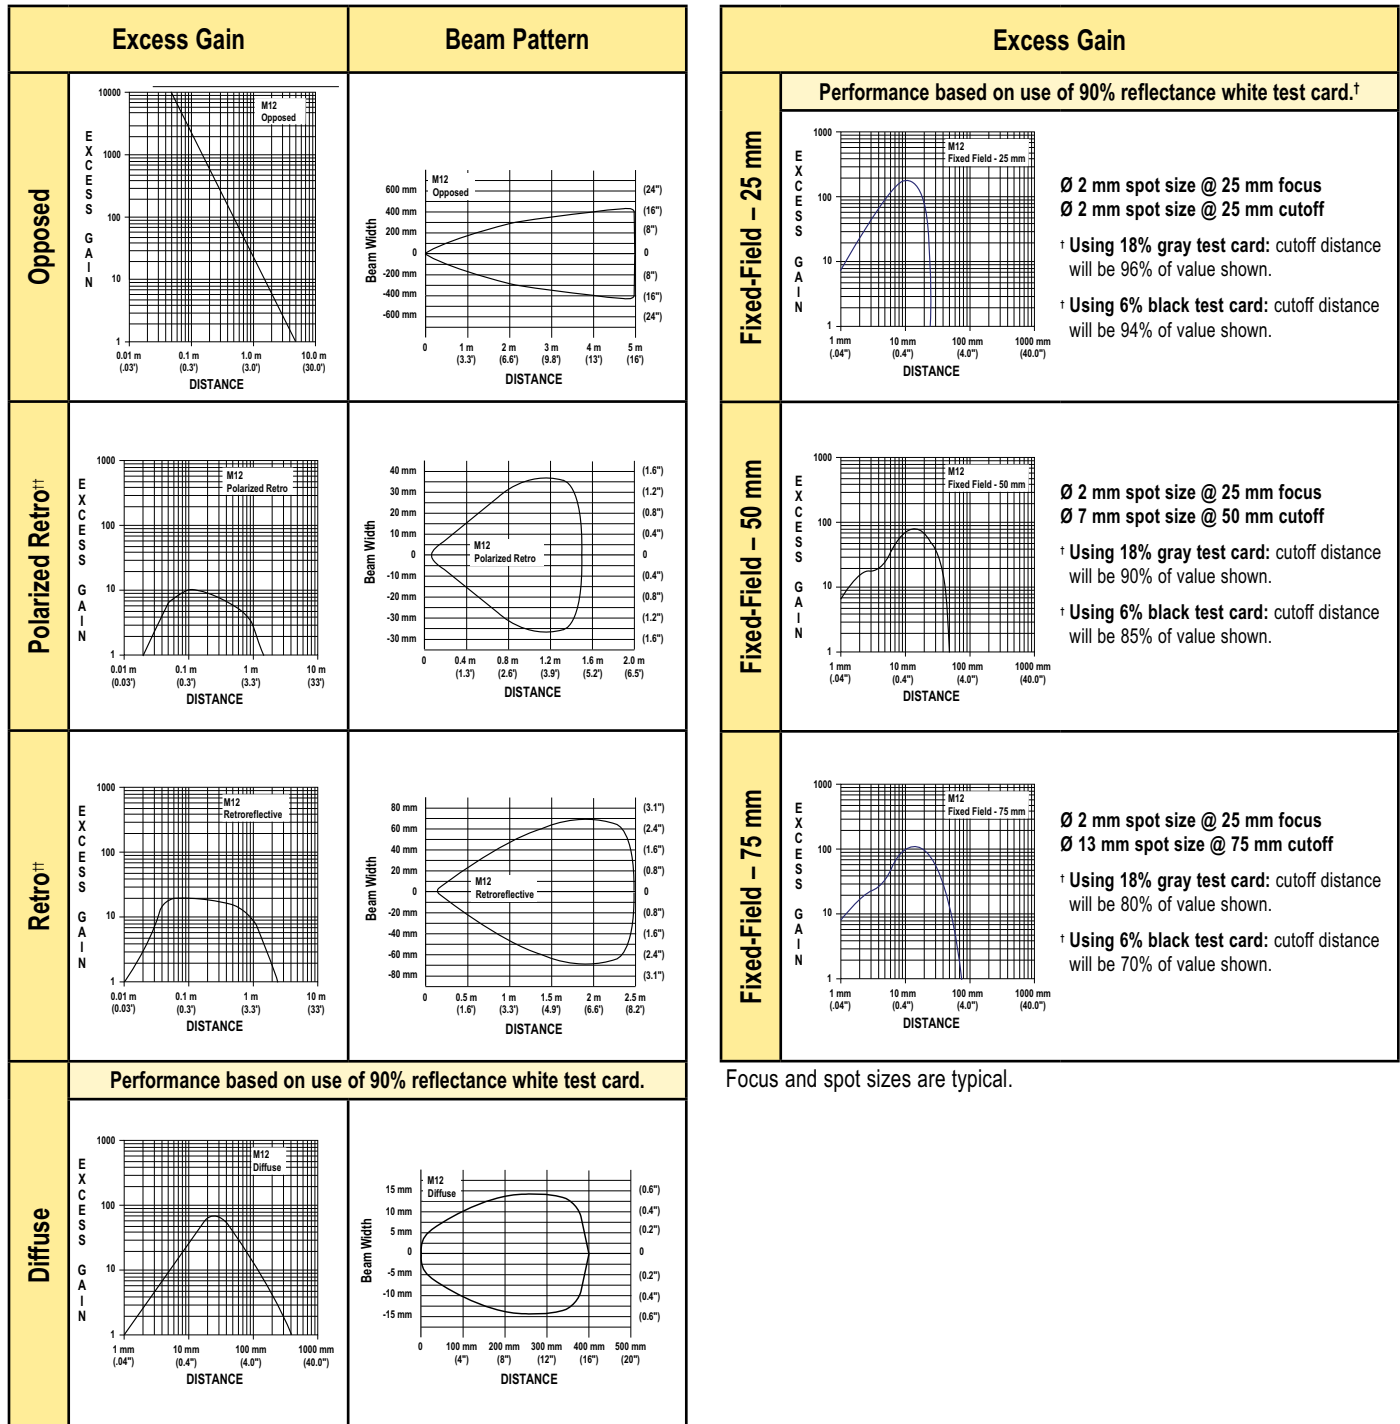 Excess Gain
Beam Pattern
Opposed
EXCESS GAIN
M12
Opposed
10000
1000
100
10
1
0.01 m 0.1 m 1.0 m 10.0 m
(.03') (0.3') (3.0') (30.0')
DISTANCE
Beam Width
M12
Opposed
600 mm (24")
400 mm (16")
200 mm (8")
0 0
-200 mm (8")
-400 mm (16")
-600 mm (24")
0 1 m 2 m 3 m 4 m 5 m
(3.3') (6.6') (9.8') (13') (16')
DISTANCE
Polarized Retro††
EXCESS GAIN
M12
Polarized Retro
1000
100
10
1
0.01 m 0.1 m 1 m 10 m
(0.03') (0.3') (3.3') (33')
DISTANCE
Beam Width
40 mm (1.6")
30 mm (1.2")
20 mm (0.8")
10 mm (0.4")
M12
Polarized Retro
0 0
-10 mm (0.4")
-20 mm (0.8")
-30 mm (1.2")
-30 mm (1.6")
0 0.4 m 0.8 m 1.2 m 1.6 m 2.0 m
(1.3') (2.6') (3.9') (5.2') (6.5')
DISTANCE
Retro††
EXCESS GAIN
M12
Retroreflective
1000
100
10
1
0.01 m 0.1 m 1 m 10 m
(0.03') (0.3') (3.3') (33')
DISTANCE
Beam Width
80 mm (3.1")
60 mm (2.4")
40 mm (1.6")
20 mm (0.8")
M12
Retroreflective
0 0
-20 mm (0.8")
-40 mm (1.6")
-60 mm (2.4")
-80 mm (3.1")
0 0.5 m 1 m 1.5 m 2 m 2.5 m
(1.6') (3.3') (4.9') (6.6') (8.2')
DISTANCE
Diffuse
Performance based on use of 90% reflectance white test card.
EXCESS GAIN
M12
Diffuse
1000
100
10
1
1 mm 10 mm 100 mm 1000 mm
(.04") (0.4") (4.0") (40.0")
DISTANCE
Beam Width
M12
Diffuse
15 mm (0.6")
10 mm (0.4")
5 mm (0.2")
0 0
-5 mm (0.2")
-10 mm (0.4")
-15 mm (0.6")
0 100 mm 200 mm 300 mm 400 mm 500 mm
(4") (8") (12") (16") (20")
DISTANCE
Excess Gain
Performance based on use of 90% reflectance white test card.†
Fixed-Field – 25 mm
EXCESS GAIN
M12
Fixed Field - 25 mm
1000
100
10
1
1 mm 10 mm 100 mm 1000 mm
(.04") (0.4") (4.0") (40.0")
DISTANCE
Ø 2 mm spot size @ 25 mm focus
Ø 2 mm spot size @ 25 mm cutoff
† Using 18% gray test card: cutoff distance
will be 96% of value shown.
† Using 6% black test card: cutoff distance
will be 94% of value shown.
Fixed-Field – 50 mm
EXCESS GAIN
M12
Fixed Field - 50 mm
1000
100
10
1
1 mm 10 mm 100 mm 1000 mm
(.04") (0.4") (4.0") (40.0")
DISTANCE
Ø 2 mm spot size @ 25 mm focus
Ø 7 mm spot size @ 50 mm cutoff
† Using 18% gray test card: cutoff distance
will be 90% of value shown.
† Using 6% black test card: cutoff distance
will be 85% of value shown.
Fixed-Field – 75 mm
EXCESS GAIN
M12
Fixed Field - 75 mm
1000
100
10
1
1 mm 10 mm 100 mm 1000 mm
(.04") (0.4") (4.0") (40.0")
DISTANCE
Ø 2 mm spot size @ 25 mm focus
Ø 13 mm spot size @ 75 mm cutoff
† Using 18% gray test card: cutoff distance
will be 80% of value shown.
† Using 6% black test card: cutoff distance
will be 70% of value shown.
Focus and spot sizes are typical.